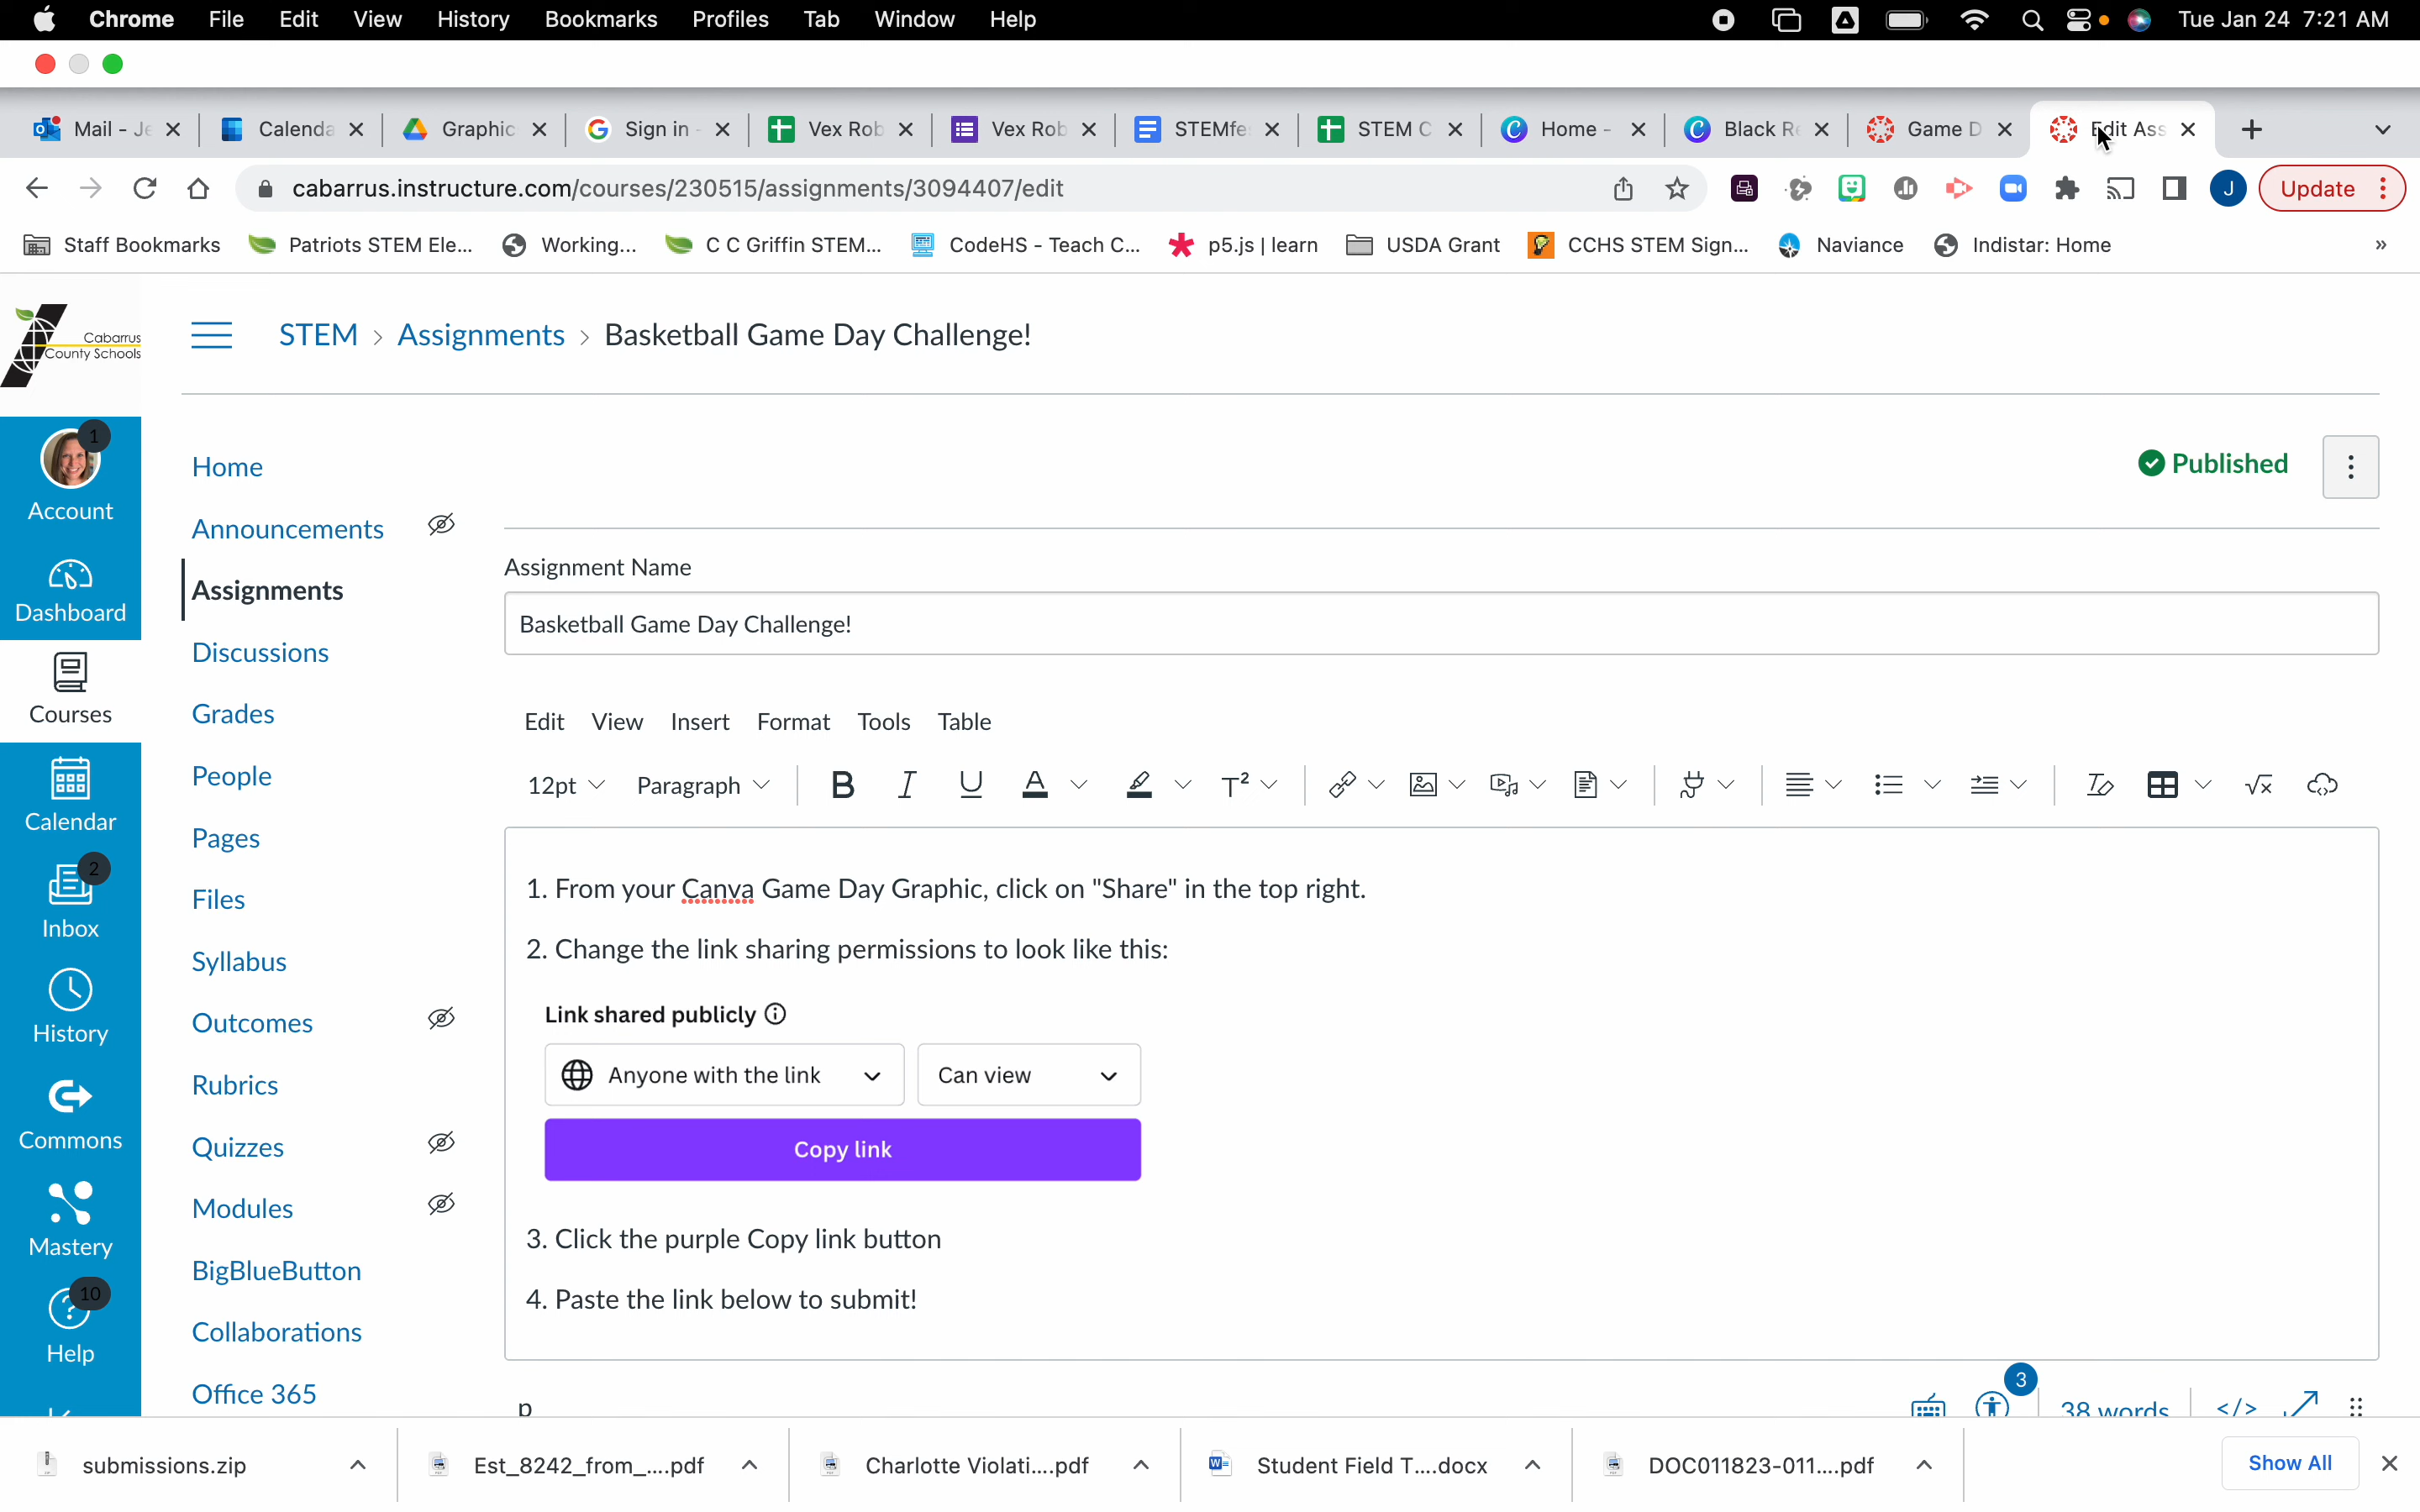 Chrome File Edit View History Bookmarks Profiles Tab Window Help Tue Jan 24 7:21 AM
Mail - Je Calenda Graphic Sign in - Vex Rob Vex Rob STEMfe STEM C Home - Black Re Game D Edit Ass
cabarrus.instructure.com/courses/230515/assignments/3094407/edit J Update
Staff Bookmarks Patriots STEM Ele... Working... C C Griffin STEM... CodeHS - Teach C... p5.js | learn USDA Grant CCHS STEM Sign... Naviance Indistar: Home »
Cabarrus
County Schools
STEM > Assignments > Basketball Game Day Challenge!
1
Account
Dashboard
Courses
Calendar
2
Inbox
History
Commons
Mastery
10
Help
Home
Announcements
Assignments
Discussions
Grades
People
Pages
Files
Syllabus
Outcomes
Rubrics
Quizzes
Modules
BigBlueButton
Collaborations
Office 365
Published
Assignment Name
Basketball Game Day Challenge!
Edit View Insert Format Tools Table
12pt Paragraph B I U A T²
1. From your Canva Game Day Graphic, click on "Share" in the top right.
2. Change the link sharing permissions to look like this:
Link shared publicly
Anyone with the link Can view
Copy link
3. Click the purple Copy link button
4. Paste the link below to submit!
3
p 38 words </>
submissions.zip Est_8242_from_....pdf Charlotte Violati....pdf Student Field T....docx DOC011823-011....pdf Show All